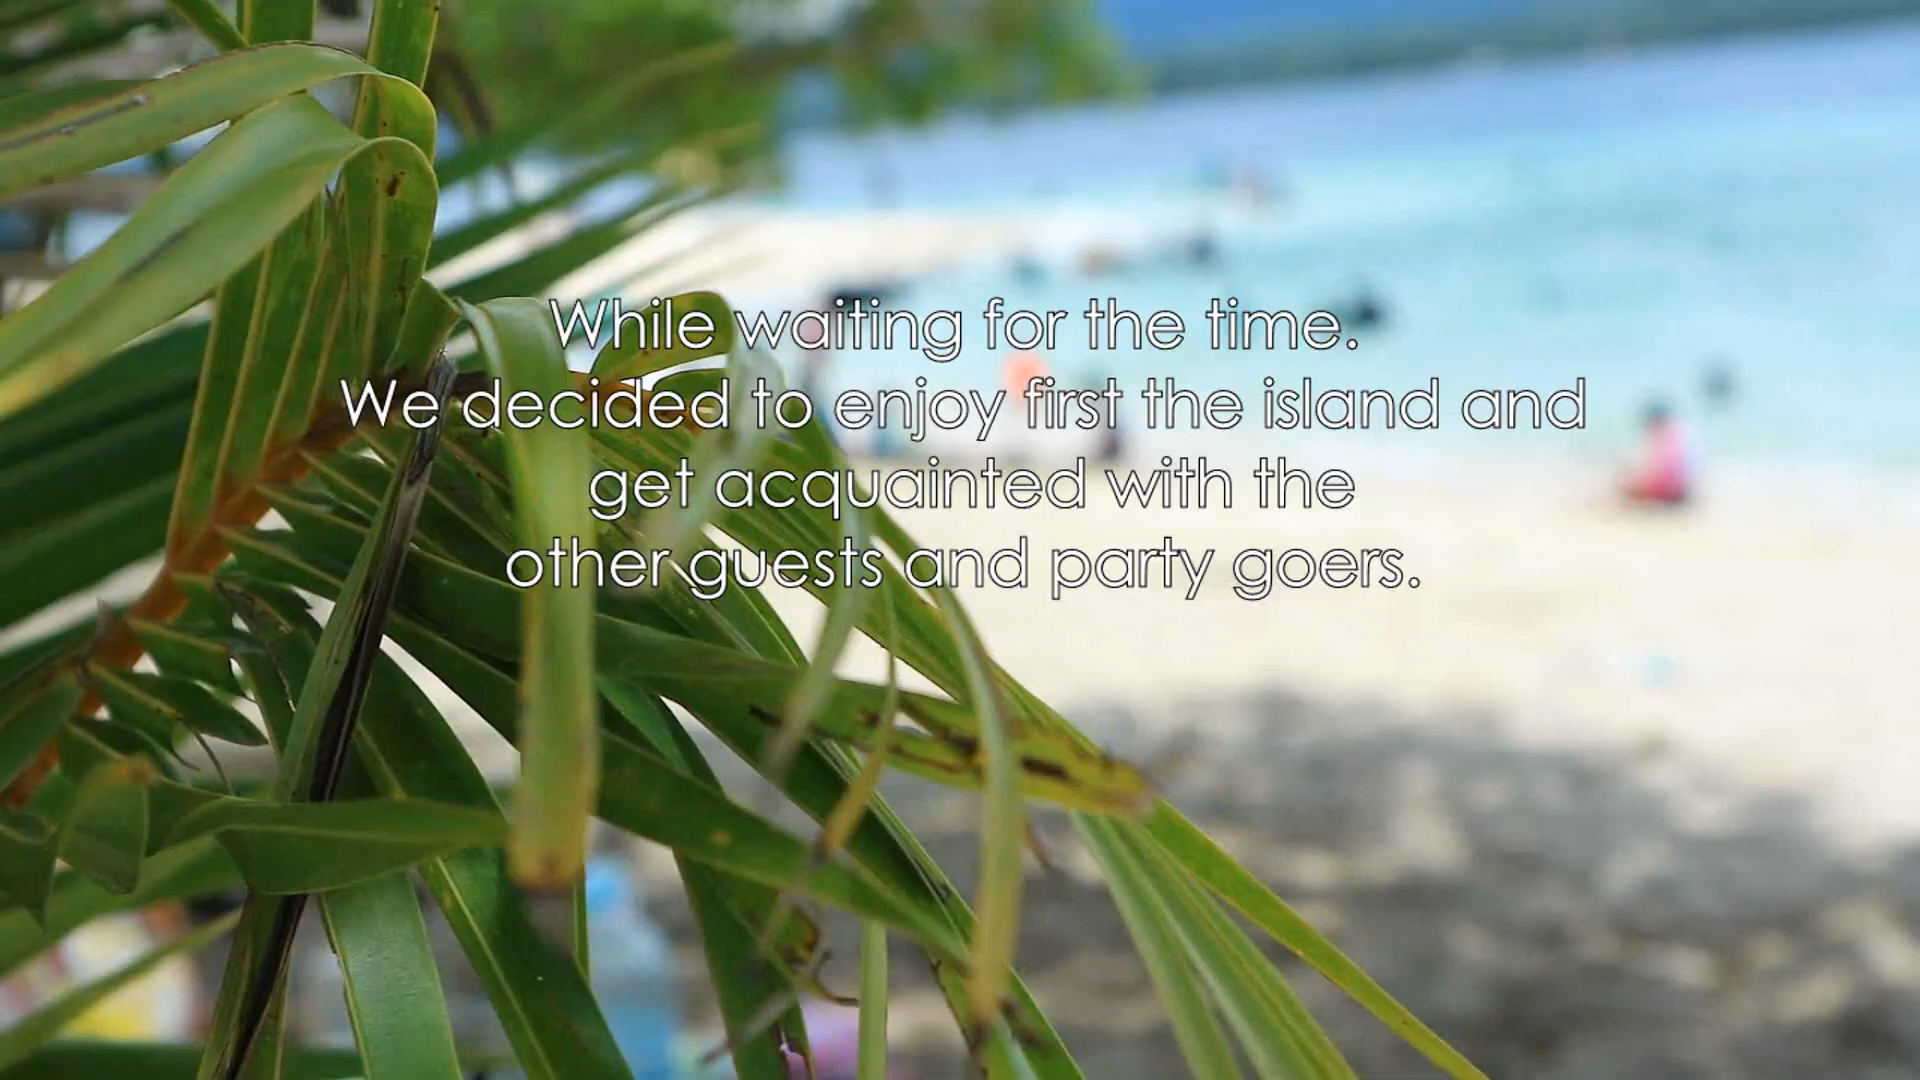 While waiting for the time.
We decided to enjoy first the island and
get acquainted with the
other guests and party goers.